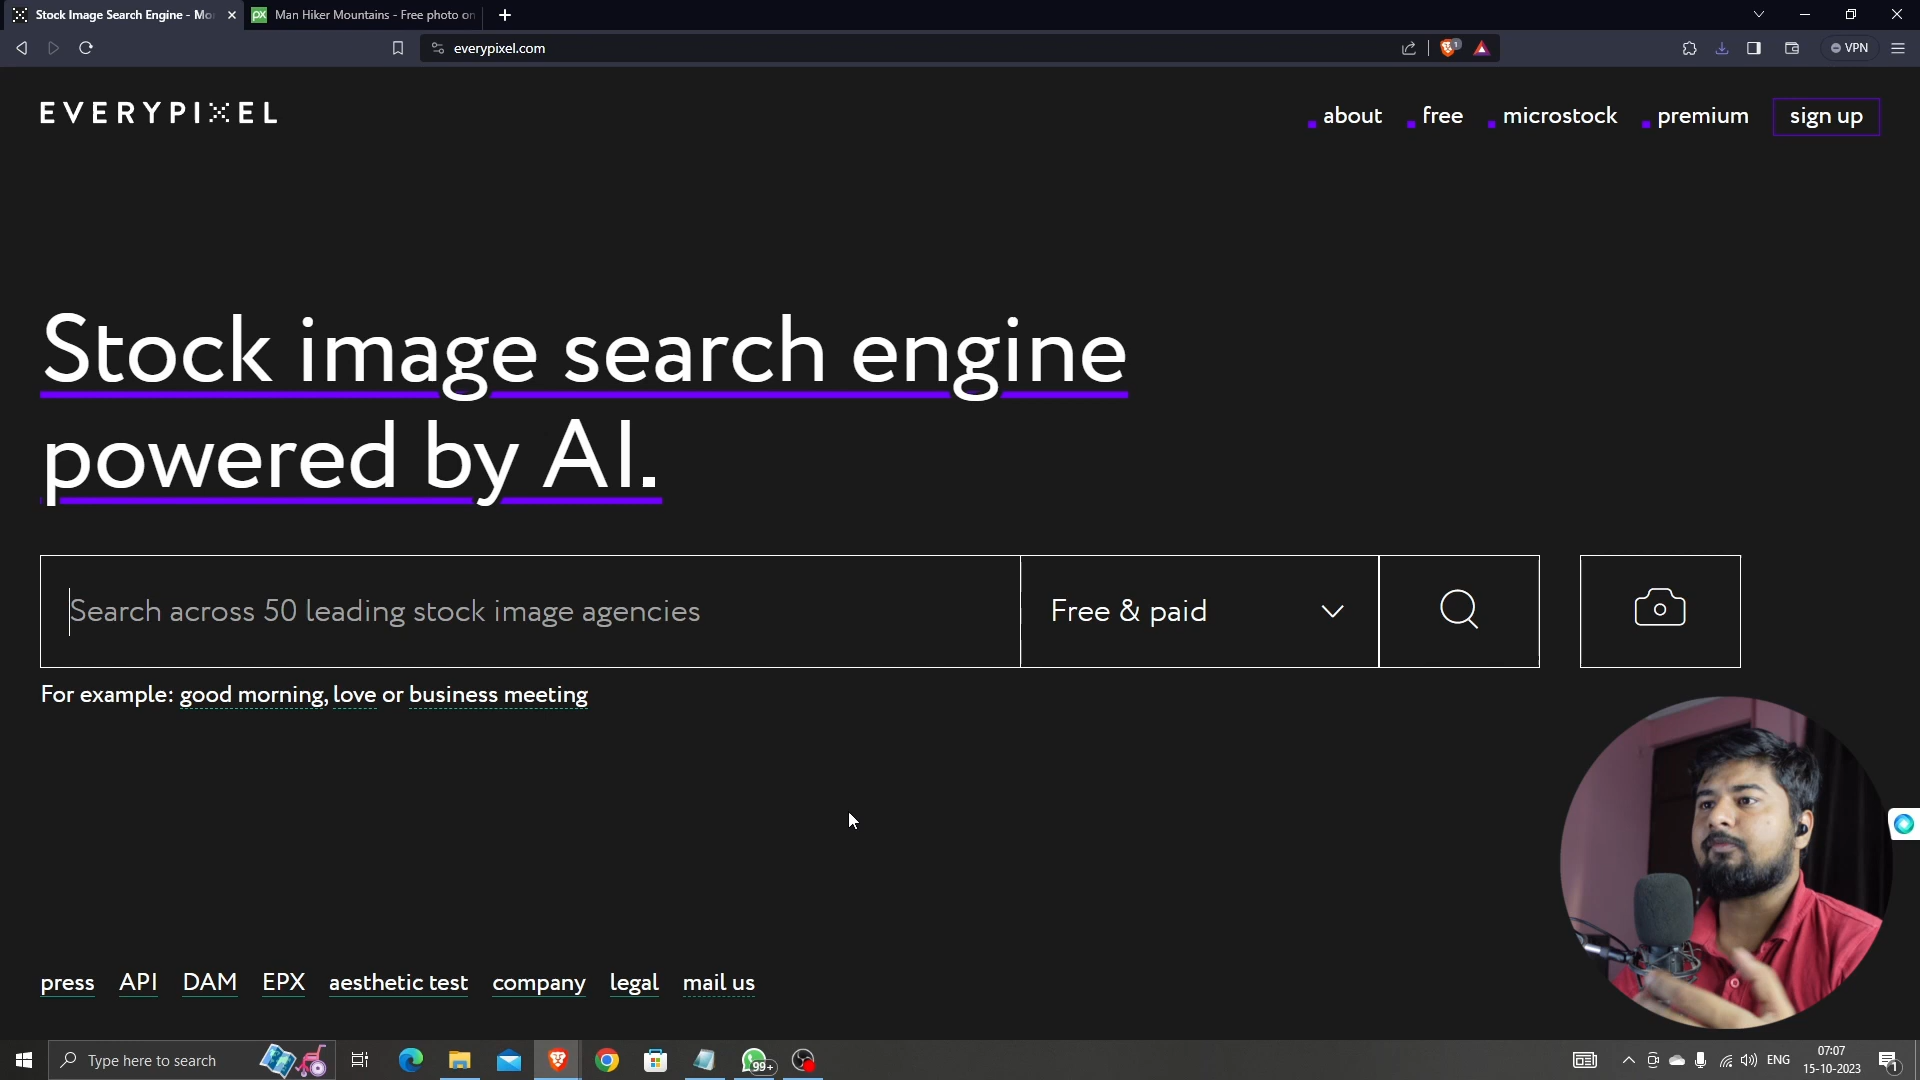 Stock Image Search Engine - Mo
Man Hiker Mountains - Free photo on
everypixel.com
1
VPN
EVERYPIXEL
about
free
microstock
premium
sign up
Stock image search engine
powered by AI.
Search across 50 leading stock image agencies
Free & paid
For example: good morning, love or business meeting
press API DAM EPX aesthetic test company legal mail us
Type here to search
99+
ENG
07:07
15-10-2023
1
px